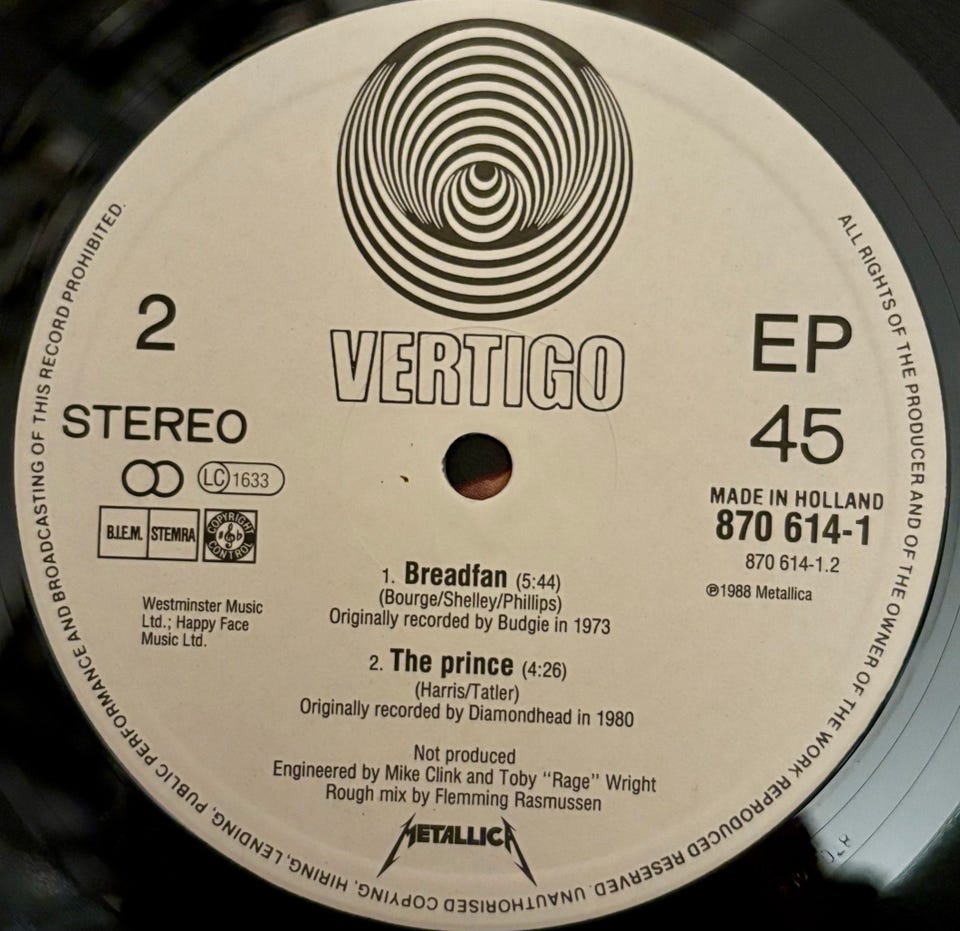 VERTIGO
2
STEREO
LC 1633
B.I.E.M. STEMRA COPYRIGHT CONTROL
Westminster Music
Ltd.; Happy Face
Music Ltd.
EP
45
MADE IN HOLLAND
870 614-1
870 614-1.2
℗1988 Metallica
1. Breadfan (5:44)
(Bourge/Shelley/Phillips)
Originally recorded by Budgie in 1973
2. The prince (4:26)
(Harris/Tatler)
Originally recorded by Diamondhead in 1980
Not produced
Engineered by Mike Clink and Toby "Rage" Wright
Rough mix by Flemming Rasmussen
METALLICA
ALL RIGHTS OF THE PRODUCER AND OF THE OWNER OF THE WORK REPRODUCED RESERVED. UNAUTHORISED COPYING, HIRING, LENDING, PUBLIC PERFORMANCE AND BROADCASTING OF THIS RECORD PROHIBITED.